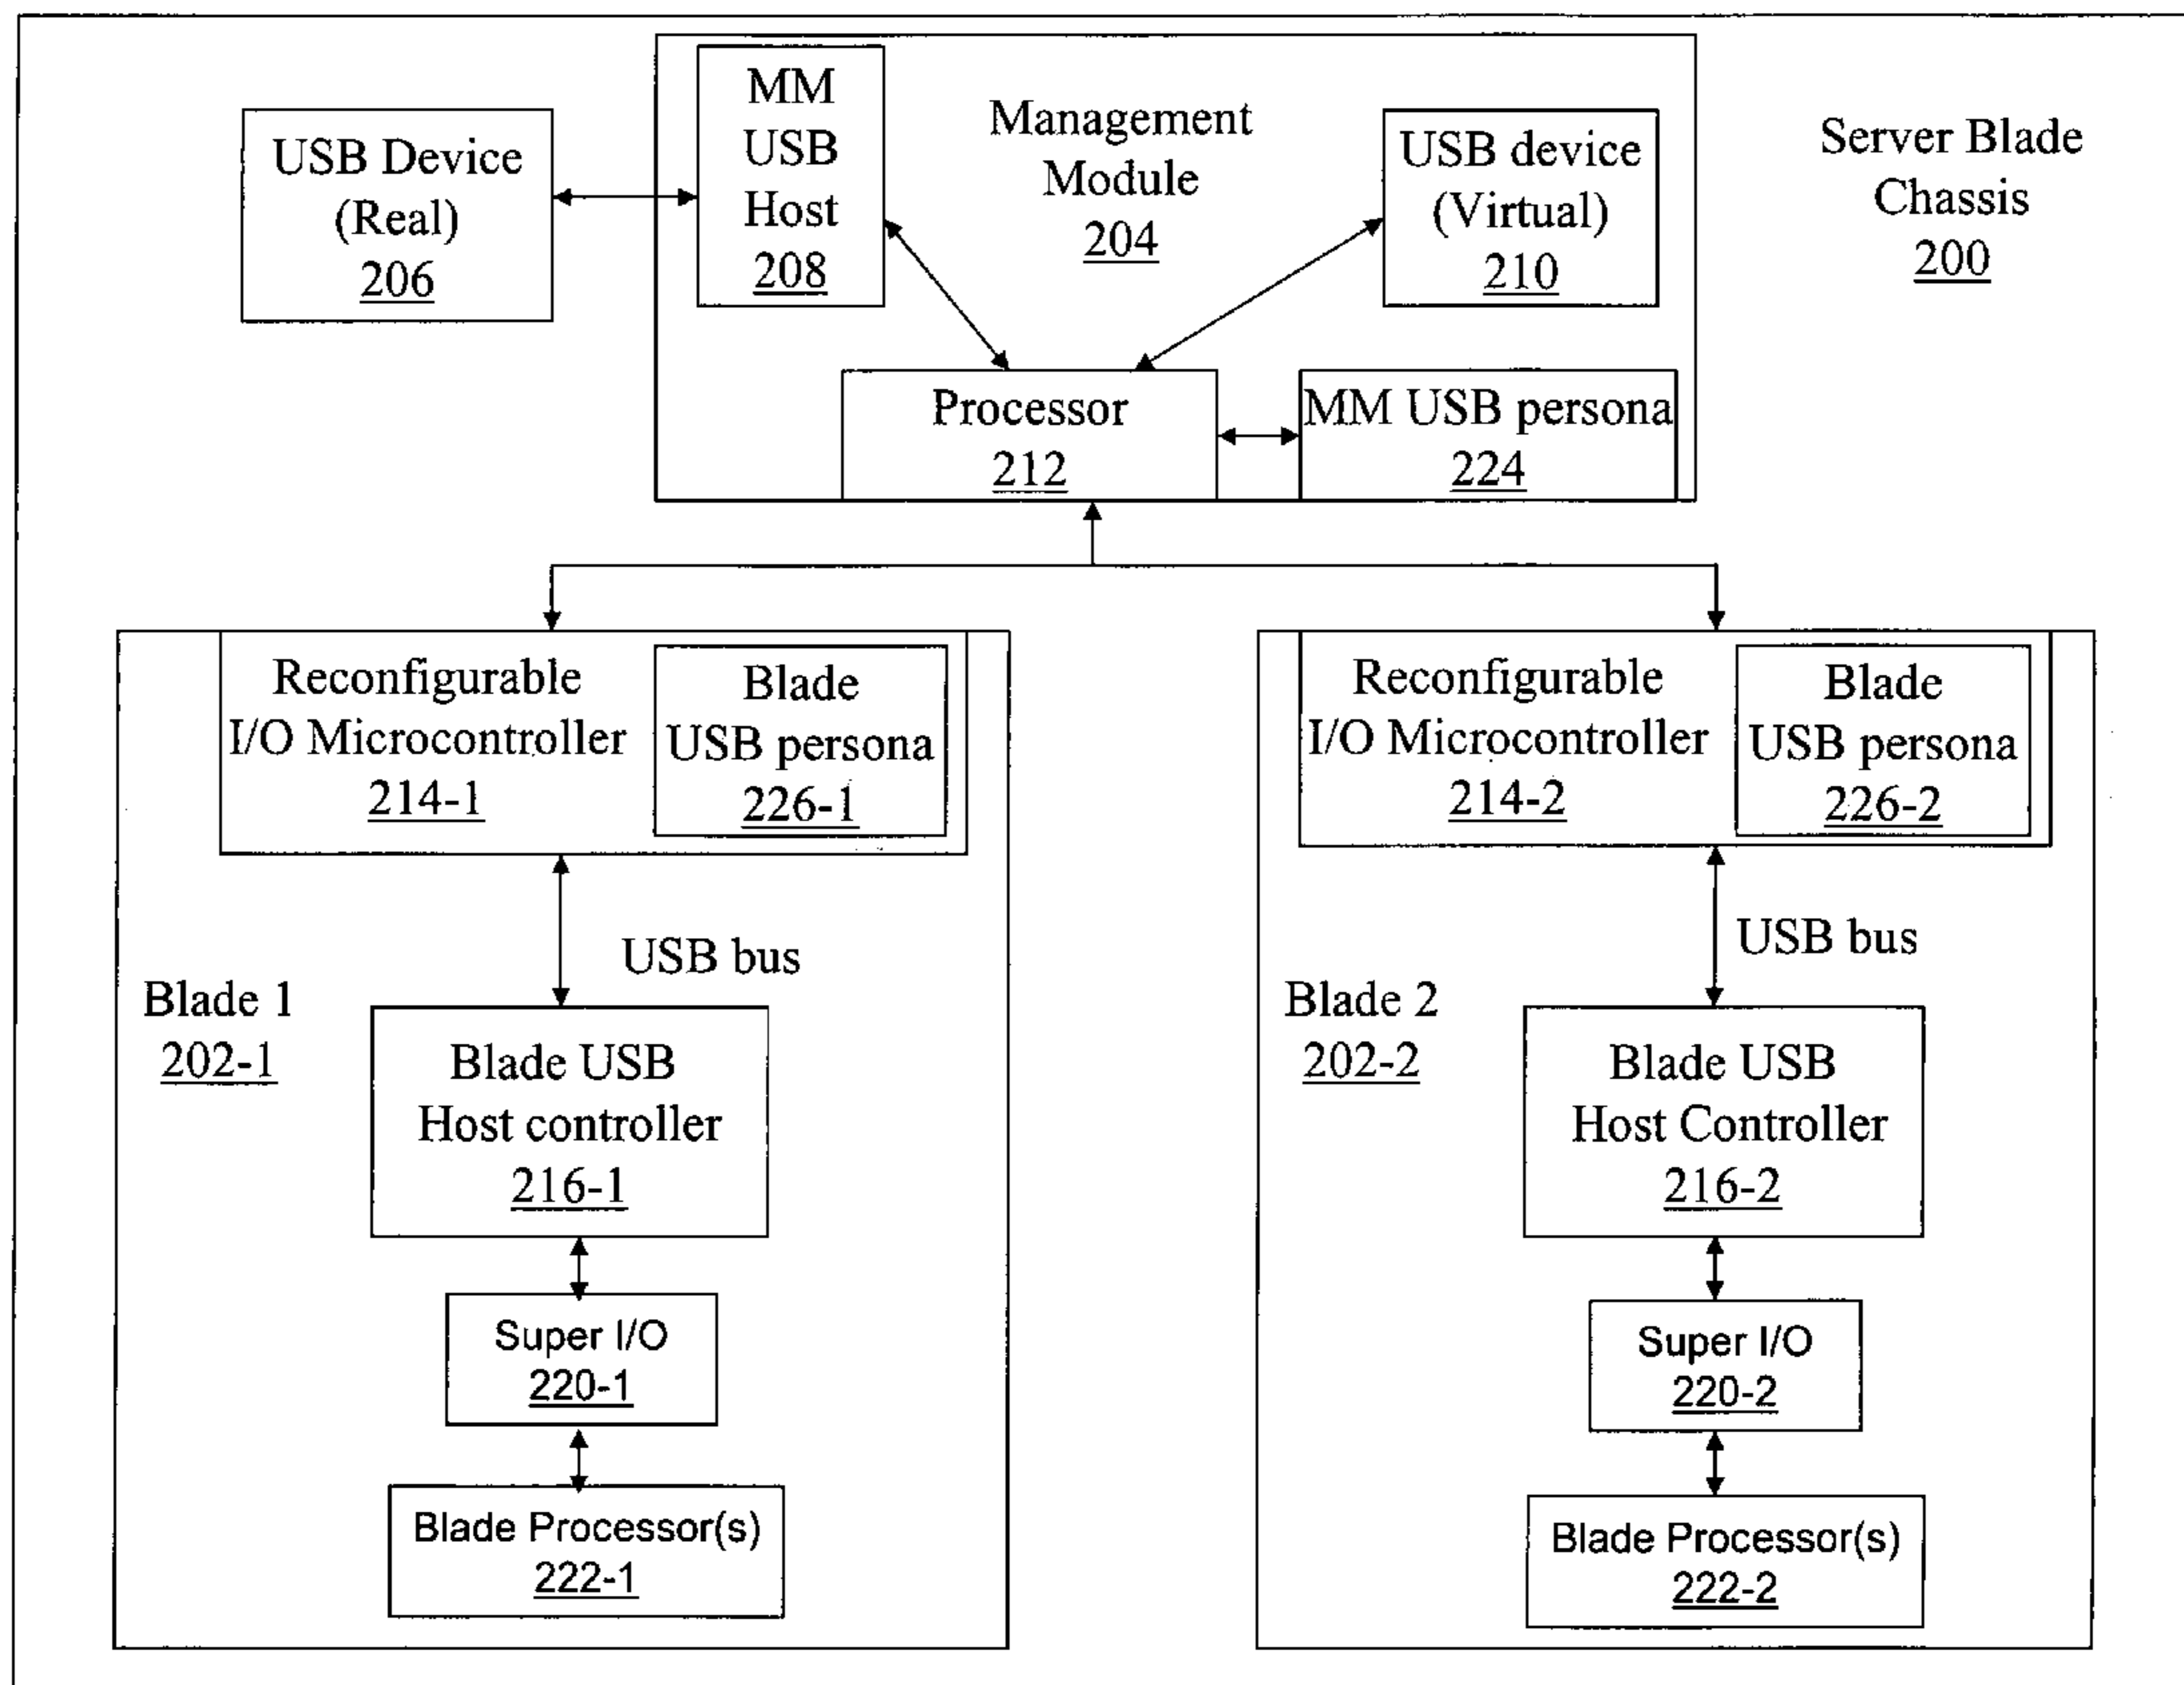 MM
USB
Host
208
Management
Module
204
USB Device
(Real)
206
USB device
(Virtual)
210
Server Blade
Chassis
200
Processor
212
MM USB persona
224
Reconfigurable
I/O Microcontroller
214-1
Blade
USB persona
226-1
Reconfigurable
I/O Microcontroller
214-2
Blade
USB persona
226-2
USB bus
Blade 1
202-1
Blade USB
Host controller
216-1
Super I/O
220-1
Blade Processor(s)
222-1
USB bus
Blade 2
202-2
Blade USB
Host Controller
216-2
Super I/O
220-2
Blade Processor(s)
222-2